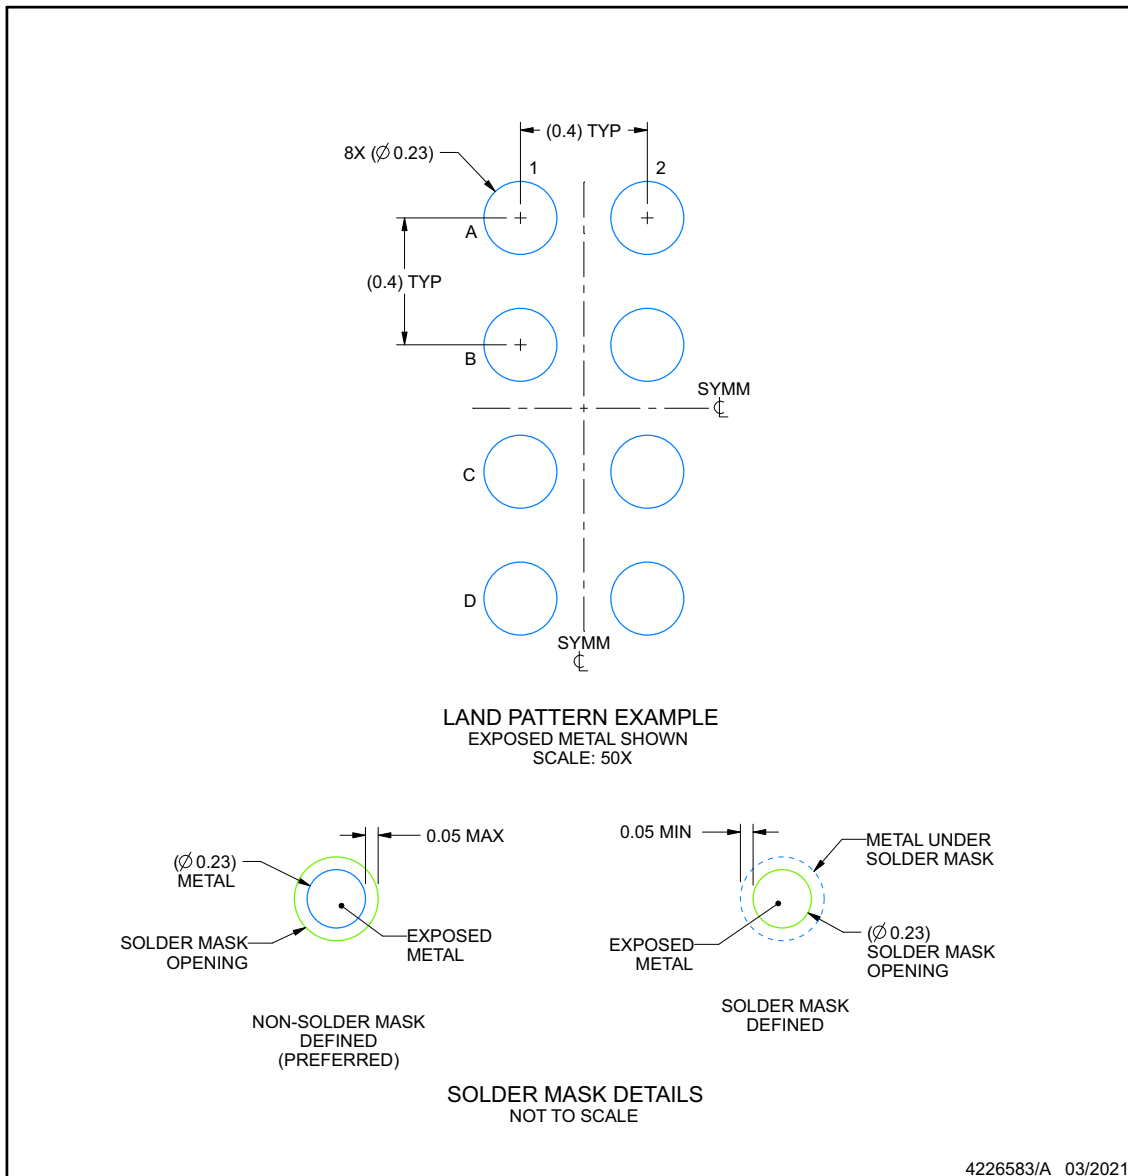 (0.4) TYP
8X (∅ 0.23)
1
2
A
(0.4) TYP
B
SYMM
℄
C
D
SYMM
℄
LAND PATTERN EXAMPLE
EXPOSED METAL SHOWN
SCALE: 50X
0.05 MAX
(∅ 0.23)
METAL
SOLDER MASK
OPENING
EXPOSED
METAL
NON-SOLDER MASK
DEFINED
(PREFERRED)
0.05 MIN
METAL UNDER
SOLDER MASK
EXPOSED
METAL
(∅ 0.23)
SOLDER MASK
OPENING
SOLDER MASK
DEFINED
SOLDER MASK DETAILS
NOT TO SCALE
4226583/A 03/2021